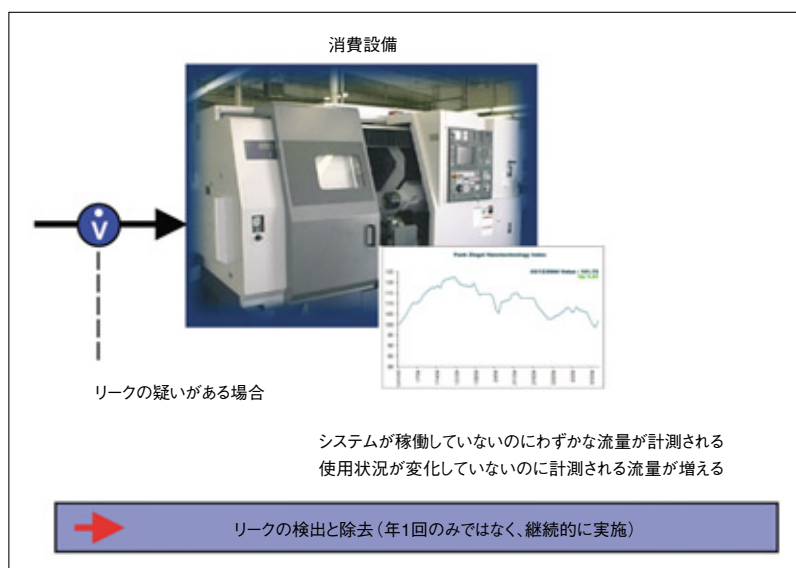 消費設備
V
リークの疑いがある場合
システムが稼働していないのにわずかな流量が計測される
使用状況が変化していないのに計測される流量が増える
リークの検出と除去（年1回のみではなく、継続的に実施）